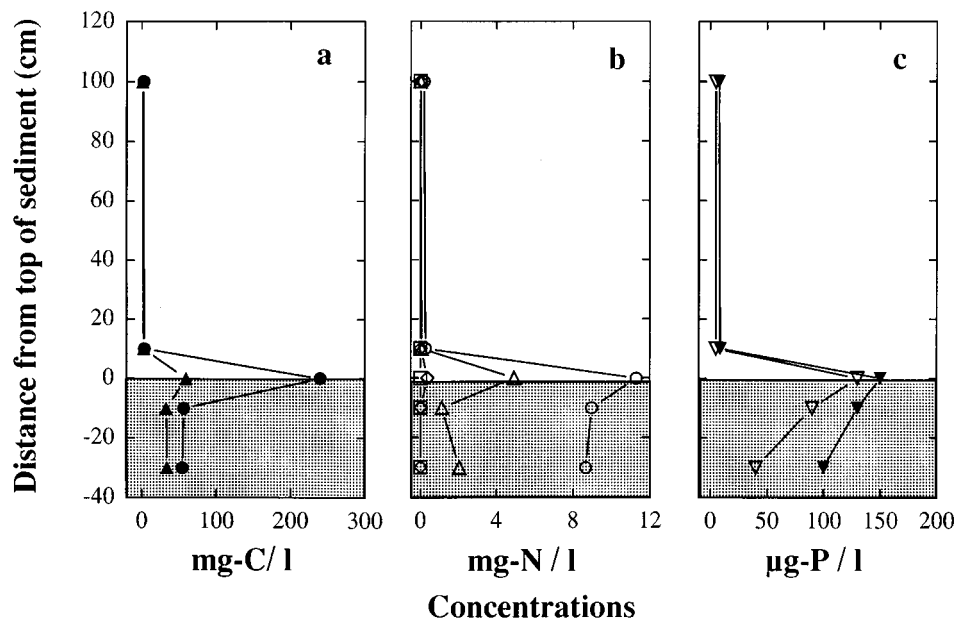 a
b
c
120
100
80
60
40
20
10
0
-20
-40
Distance from top of sediment (cm)
0 100 200 300
0 4 8 12
0 50 100 150 200
mg-C/ l
mg-N / l
µg-P / l
Concentrations